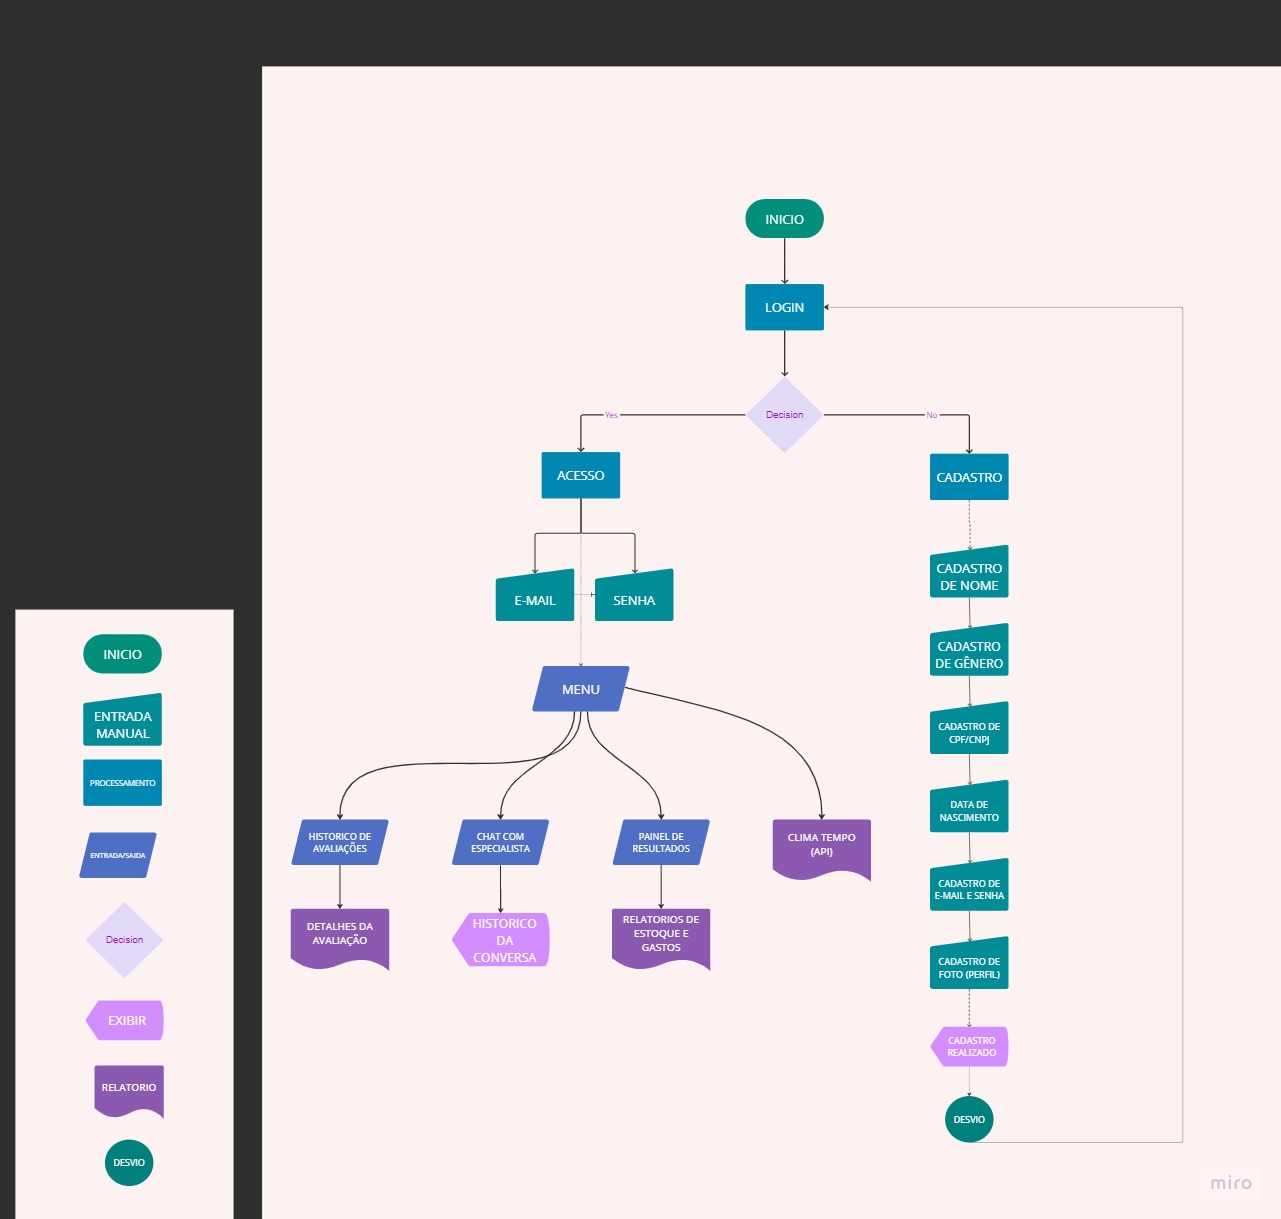 INICIO
LOGIN
Decision
Yes
No
ACESSO
CADASTRO
E-MAIL
SENHA
CADASTRO
DE NOME
CADASTRO
DE GÊNERO
MENU
CADASTRO DE
CPF/CNPJ
DATA DE
NASCIMENTO
HISTORICO DE
AVALIAÇÕES
CHAT COM
ESPECIALISTA
PAINEL DE
RESULTADOS
CLIMA TEMPO
(API)
CADASTRO DE
E-MAIL E SENHA
DETALHES DA
AVALIAÇÃO
HISTORICO
DA
CONVERSA
RELATORIOS DE
ESTOQUE E
GASTOS
CADASTRO DE
FOTO (PERFIL)
CADASTRO
REALIZADO
DESVIO
INICIO
ENTRADA
MANUAL
PROCESSAMENTO
ENTRADA/SAIDA
Decision
EXIBIR
RELATORIO
DESVIO
miro